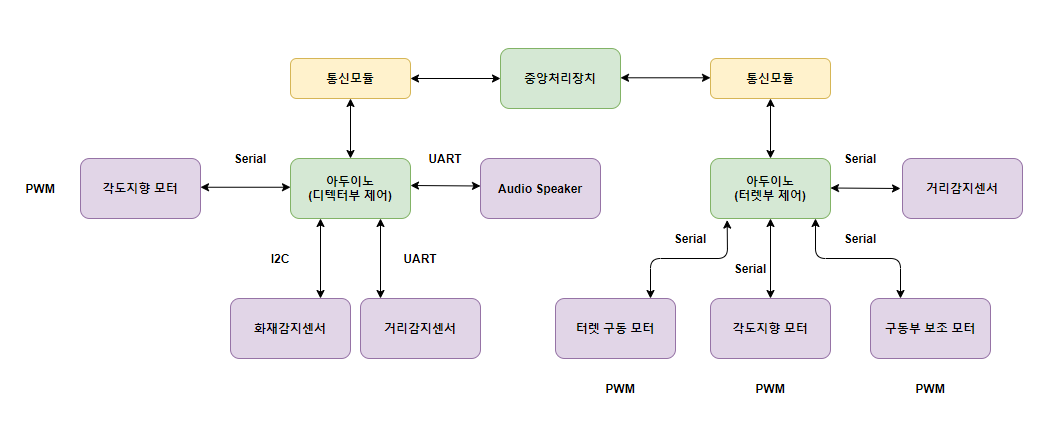 통신모듈
중앙처리장치
통신모듈
Serial
UART
Serial
PWM
각도지향 모터
아두이노
(디텍터부 제어)
Audio Speaker
아두이노
(터렛부 제어)
거리감지센서
I2C
UART
Serial
Serial
Serial
화재감지센서
거리감지센서
터렛 구동 모터
각도지향 모터
구동부 보조 모터
PWM
PWM
PWM